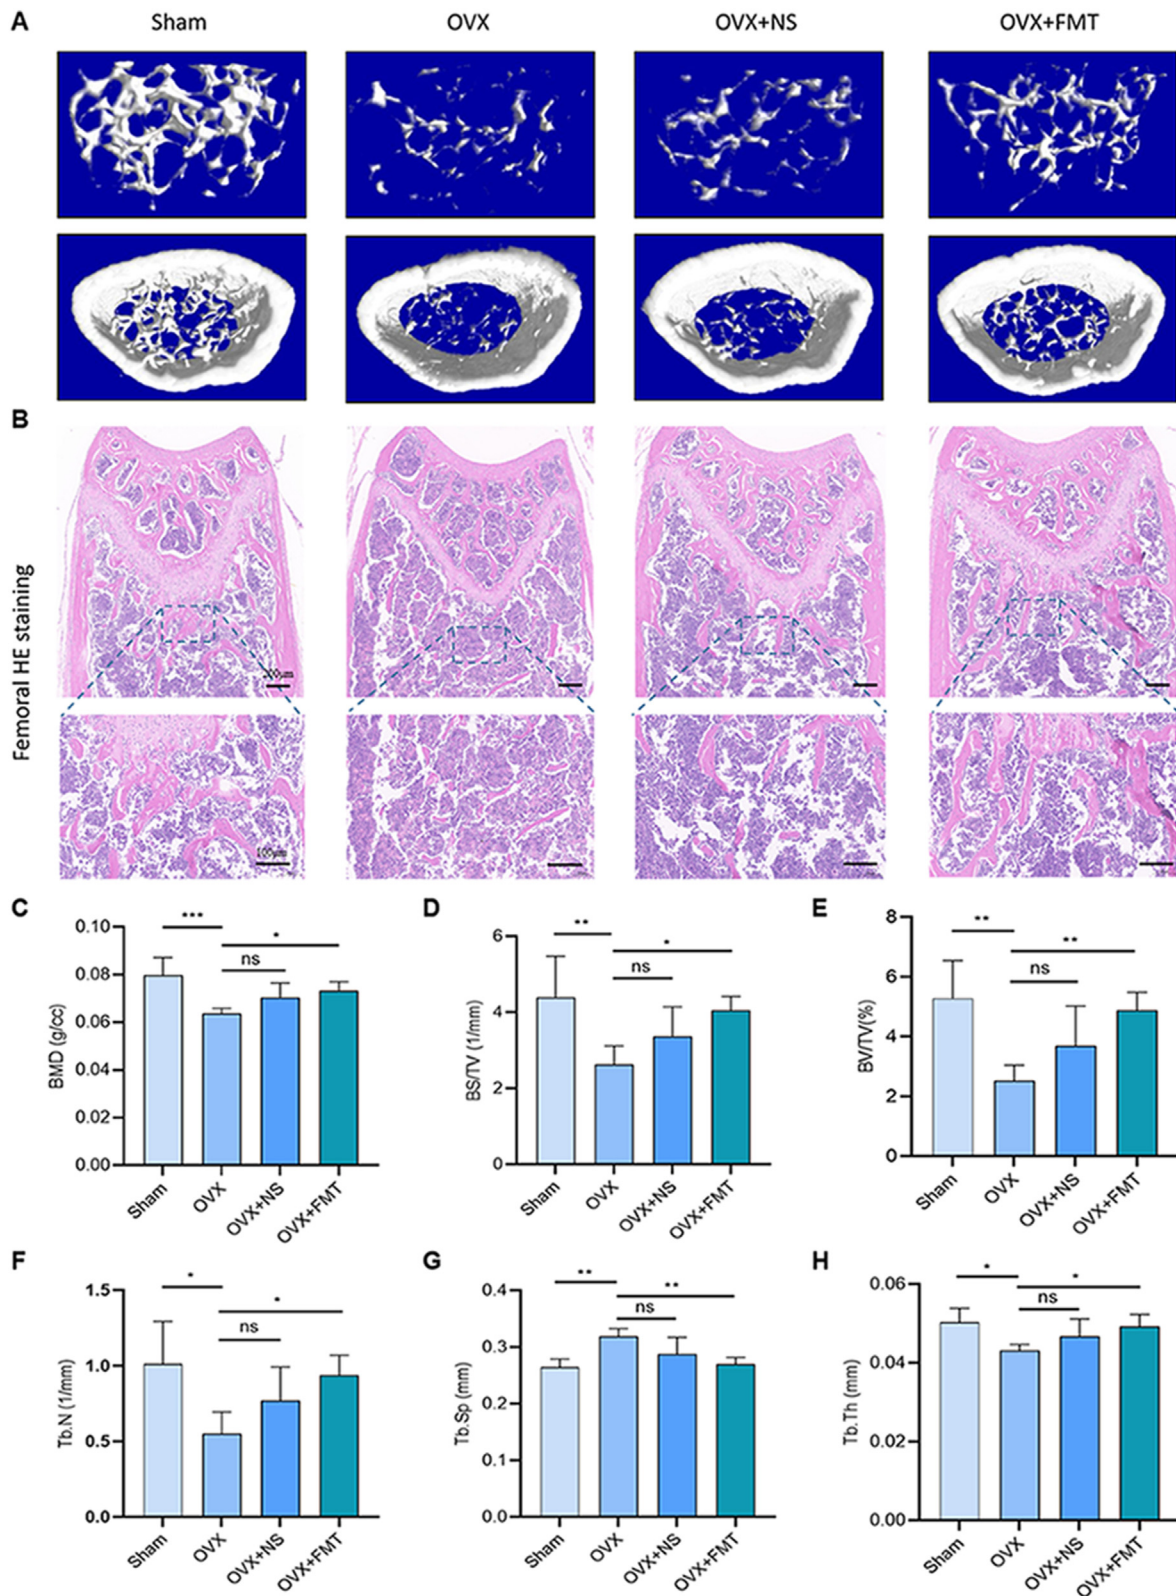 A
Sham
OVX
OVX+NS
OVX+FMT
B
Femoral HE staining
200μm
100μm
C
BMD (g/cc)
0.10
0.08
0.06
0.04
0.02
0.00
***
*
ns
Sham
OVX
OVX+NS
OVX+FMT
D
BS/TV (1/mm)
6
4
2
0
**
*
ns
Sham
OVX
OVX+NS
OVX+FMT
E
BV/TV(%)
8
6
4
2
0
**
**
ns
Sham
OVX
OVX+NS
OVX+FMT
F
Tb.N (1/mm)
1.5
1.0
0.5
0.0
*
*
ns
Sham
OVX
OVX+NS
OVX+FMT
G
Tb.Sp (mm)
0.4
0.3
0.2
0.1
0.0
**
**
ns
Sham
OVX
OVX+NS
OVX+FMT
H
Tb.Th (mm)
0.06
0.04
0.02
0.00
*
*
ns
Sham
OVX
OVX+NS
OVX+FMT